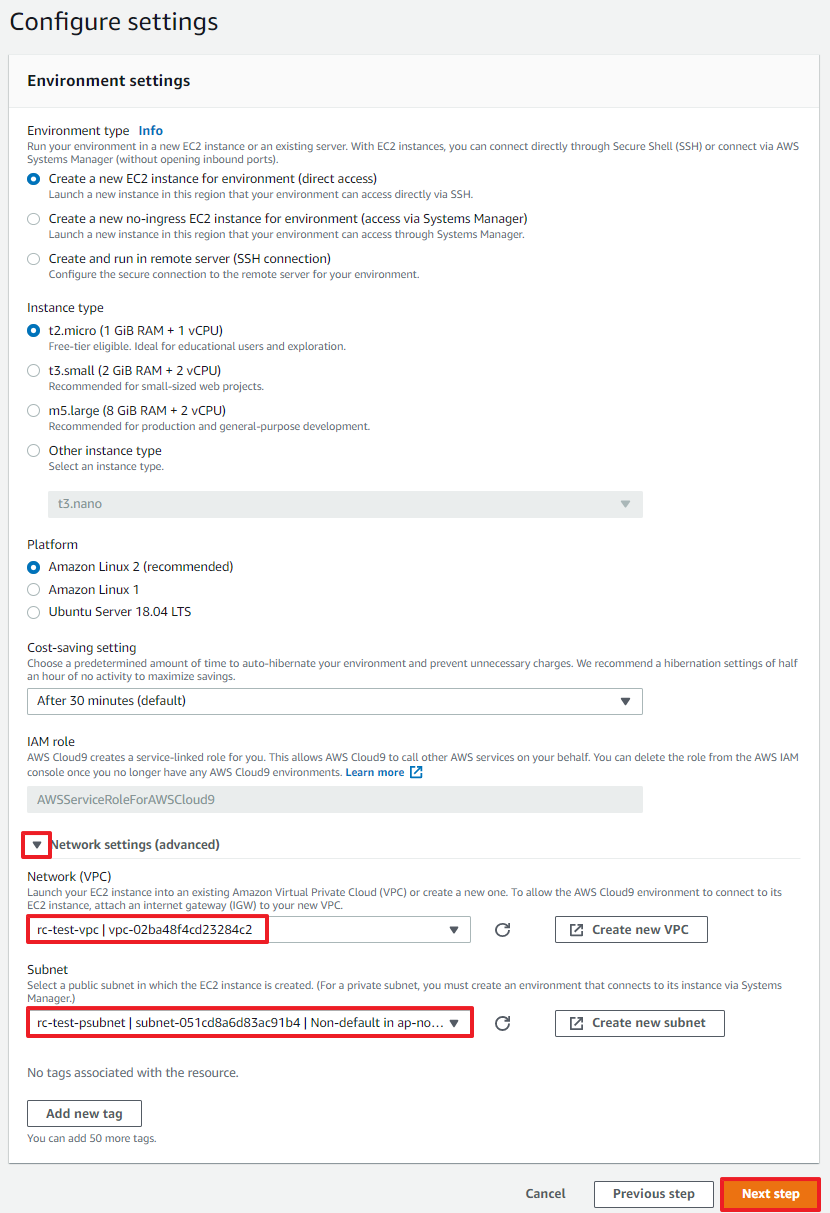 Configure settings
Environment settings
Environment type Info
Run your environment in a new EC2 instance or an existing server. With EC2 instances, you can connect directly through Secure Shell (SSH) or connect via AWS
Systems Manager (without opening inbound ports).
Create a new EC2 instance for environment (direct access)
Launch a new instance in this region that your environment can access directly via SSH.
Create a new no-ingress EC2 instance for environment (access via Systems Manager)
Launch a new instance in this region that your environment can access through Systems Manager.
Create and run in remote server (SSH connection)
Configure the secure connection to the remote server for your environment.
Instance type
t2.micro (1 GiB RAM + 1 vCPU)
Free-tier eligible. Ideal for educational users and exploration.
t3.small (2 GiB RAM + 2 vCPU)
Recommended for small-sized web projects.
m5.large (8 GiB RAM + 2 vCPU)
Recommended for production and general-purpose development.
Other instance type
Select an instance type.
t3.nano
Platform
Amazon Linux 2 (recommended)
Amazon Linux 1
Ubuntu Server 18.04 LTS
Cost-saving setting
Choose a predetermined amount of time to auto-hibernate your environment and prevent unnecessary charges. We recommend a hibernation settings of half
an hour of no activity to maximize savings.
After 30 minutes (default)
IAM role
AWS Cloud9 creates a service-linked role for you. This allows AWS Cloud9 to call other AWS services on your behalf. You can delete the role from the AWS IAM
console once you no longer have any AWS Cloud9 environments. Learn more
AWSServiceRoleForAWSCloud9
Network settings (advanced)
Network (VPC)
Launch your EC2 instance into an existing Amazon Virtual Private Cloud (VPC) or create a new one. To allow the AWS Cloud9 environment to connect to its
EC2 instance, attach an internet gateway (IGW) to your new VPC.
rc-test-vpc | vpc-02ba48f4cd23284c2 Create new VPC
Subnet
Select a public subnet in which the EC2 instance is created. (For a private subnet, you must create an environment that connects to its instance via Systems
Manager.)
rc-test-psubnet | subnet-051cd8a6d83ac91b4 | Non-default in ap-no... Create new subnet
No tags associated with the resource.
Add new tag
You can add 50 more tags.
Cancel Previous step Next step